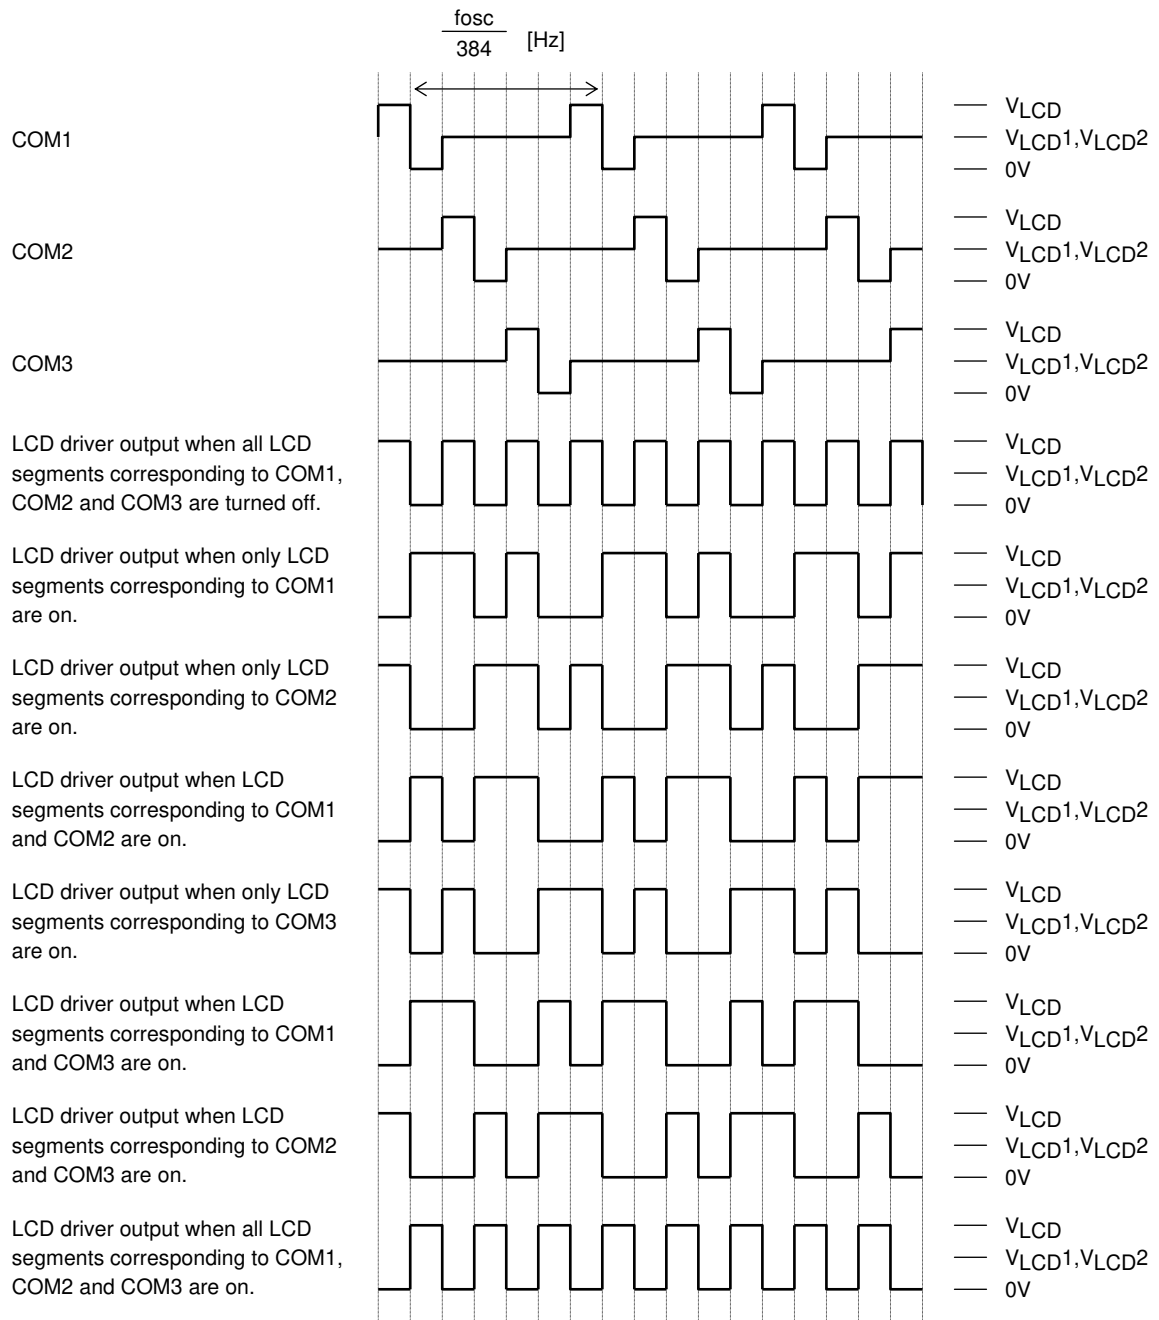 fosc
384
[Hz]
COM1
VLCD
VLCD1,VLCD2
0V
COM2
VLCD
VLCD1,VLCD2
0V
COM3
VLCD
VLCD1,VLCD2
0V
LCD driver output when all LCD
segments corresponding to COM1,
COM2 and COM3 are turned off.
VLCD
VLCD1,VLCD2
0V
LCD driver output when only LCD
segments corresponding to COM1
are on.
VLCD
VLCD1,VLCD2
0V
LCD driver output when only LCD
segments corresponding to COM2
are on.
VLCD
VLCD1,VLCD2
0V
LCD driver output when LCD
segments corresponding to COM1
and COM2 are on.
VLCD
VLCD1,VLCD2
0V
LCD driver output when only LCD
segments corresponding to COM3
are on.
VLCD
VLCD1,VLCD2
0V
LCD driver output when LCD
segments corresponding to COM1
and COM3 are on.
VLCD
VLCD1,VLCD2
0V
LCD driver output when LCD
segments corresponding to COM2
and COM3 are on.
VLCD
VLCD1,VLCD2
0V
LCD driver output when all LCD
segments corresponding to COM1,
COM2 and COM3 are on.
VLCD
VLCD1,VLCD2
0V